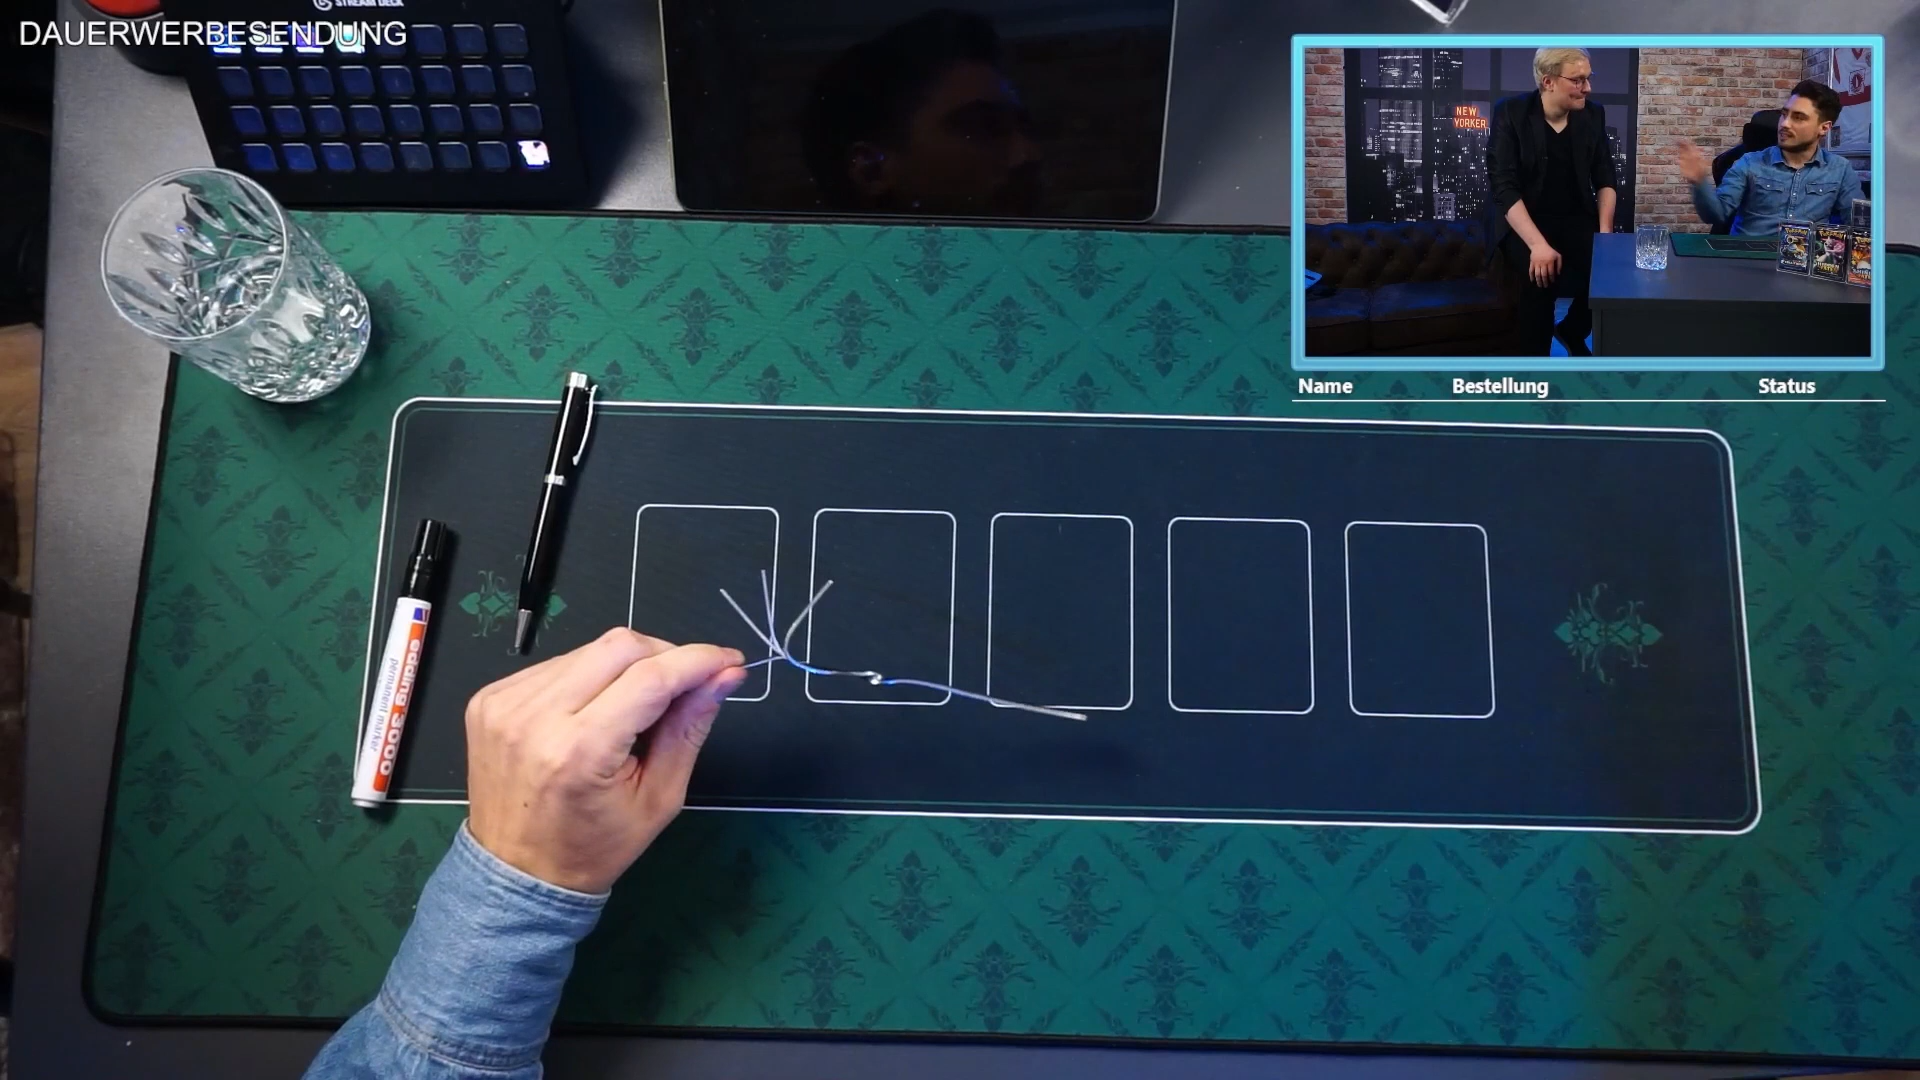 STREAM DECK
DAUERWERBESENDUNG
NEW
YORKER
Name Bestellung Status
edding 3000
permanent marker